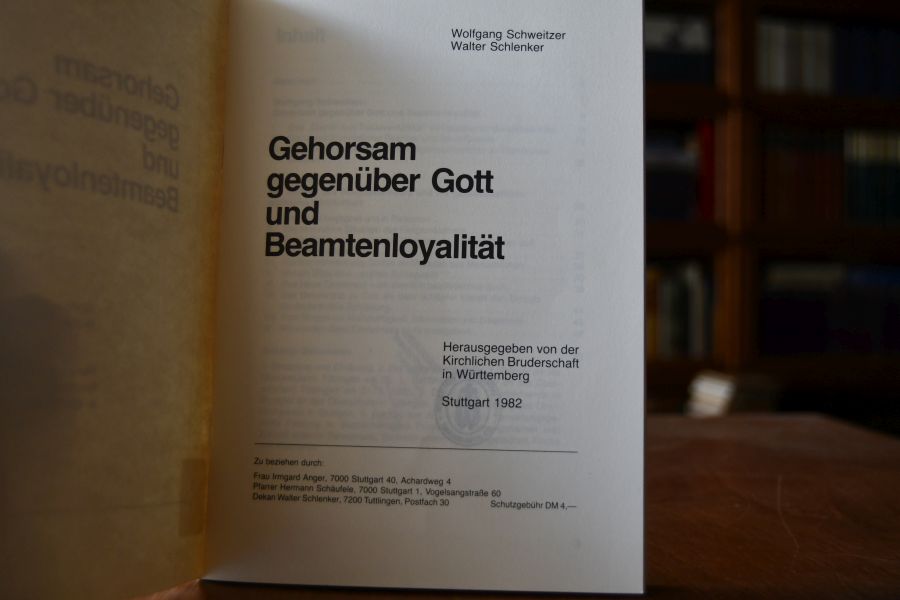 Wolfgang Schweitzer
Walter Schlenker
Gehorsam
gegenüber Gott
und
Beamtenloyalität
Herausgegeben von der
Kirchlichen Bruderschaft
in Württemberg
Stuttgart 1982
Zu beziehen durch:
Frau Irmgard Anger, 7000 Stuttgart 40, Achardweg 4
Pfarrer Hermann Schäufele, 7000 Stuttgart 1, Vogelsangstraße 60
Dekan Walter Schlenker, 7200 Tuttlingen, Postfach 30 Schutzgebühr DM 4,—